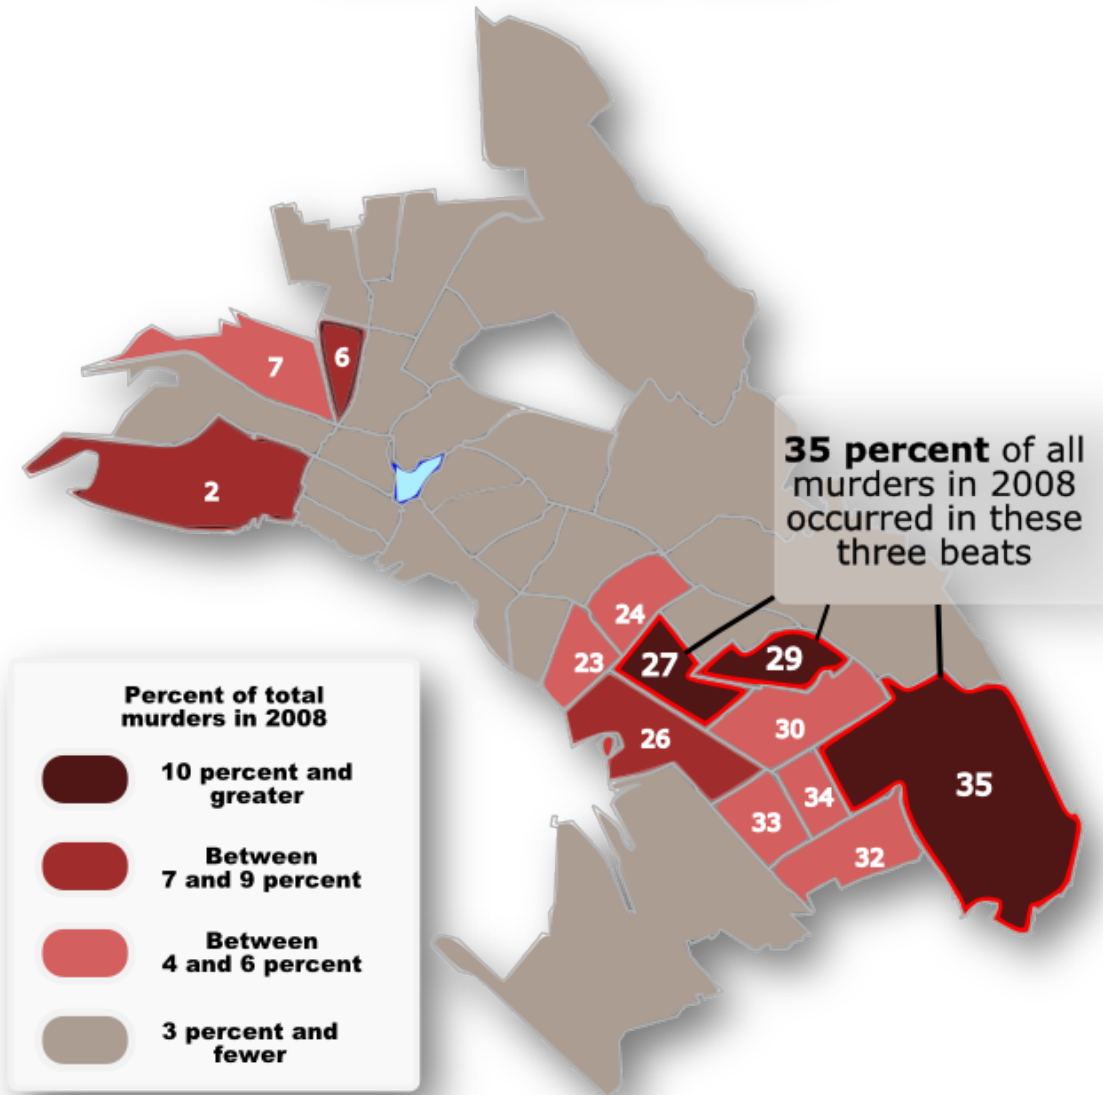 7
6
2
35 percent of all
murders in 2008
occurred in these
three beats
24
23
27
29
26
30
35
34
33
32
Percent of total
murders in 2008
10 percent and
greater
Between
7 and 9 percent
Between
4 and 6 percent
3 percent and
fewer